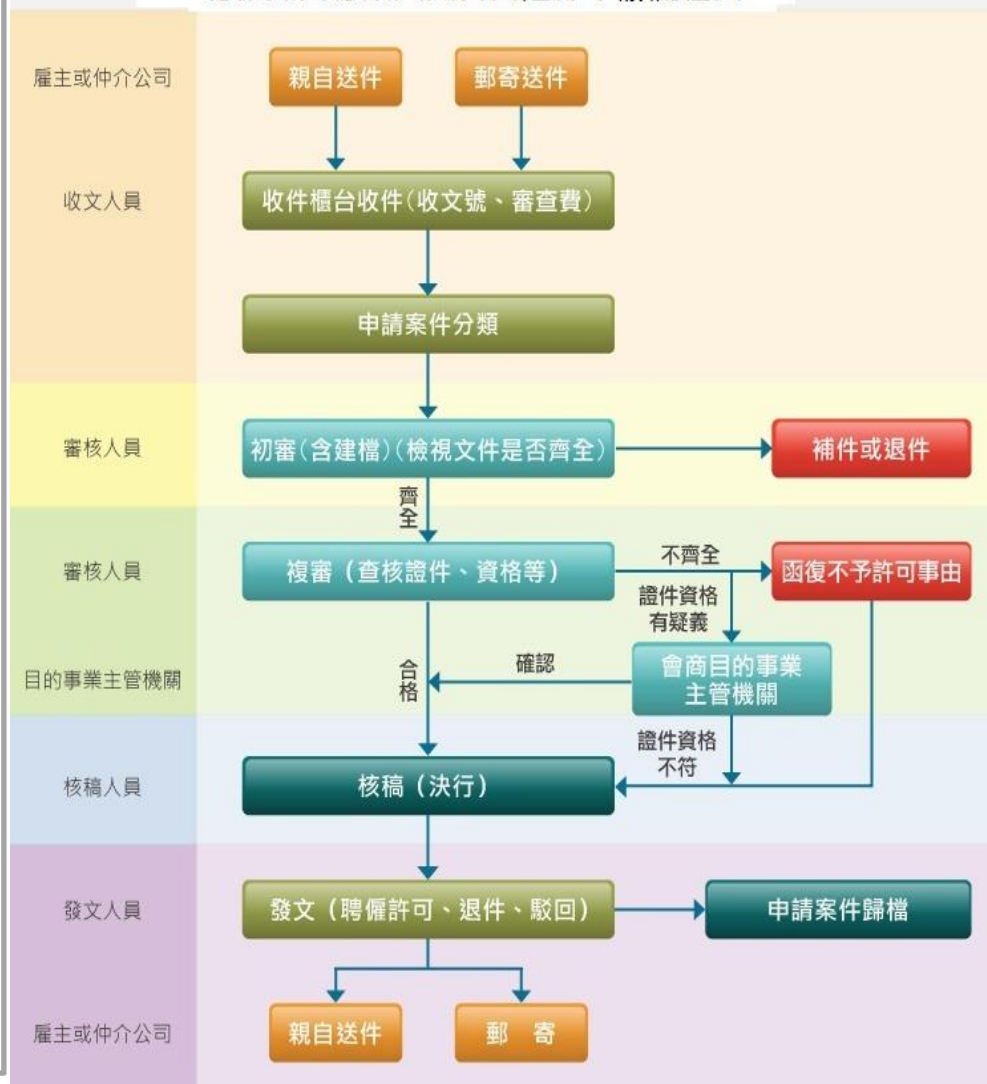 雇主或仲介公司
親自送件
郵寄送件
收文人員
收件櫃台收件(收文號、審查費)
申請案件分類
審核人員
初審(含建檔)(檢視文件是否齊全)
補件或退件
齊全
審核人員
複審(查核證件、資格等)
不齊全
函復不予許可事由
證件資格
有疑義
目的事業主管機關
合格
確認
會商目的事業
主管機關
證件資格
不符
核稿人員
核稿(決行)
發文人員
發文(聘僱許可、退件、駁回)
申請案件歸檔
雇主或仲介公司
親自送件
郵 寄